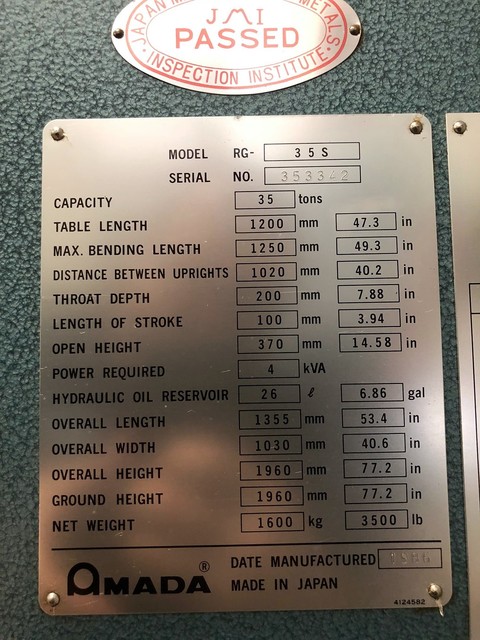 JAPAN M METALS
JMI
PASSED
INSPECTION INSTITUTE
MODEL RG- 35S
SERIAL NO. 353342
CAPACITY 35 tons
TABLE LENGTH 1200 mm 47.3 in
MAX. BENDING LENGTH 1250 mm 49.3 in
DISTANCE BETWEEN UPRIGHTS 1020 mm 40.2 in
THROAT DEPTH 200 mm 7.88 in
LENGTH OF STROKE 100 mm 3.94 in
OPEN HEIGHT 370 mm 14.58 in
POWER REQUIRED 4 kVA
HYDRAULIC OIL RESERVOIR 26 ℓ 6.86 gal
OVERALL LENGTH 1355 mm 53.4 in
OVERALL WIDTH 1030 mm 40.6 in
OVERALL HEIGHT 1960 mm 77.2 in
GROUND HEIGHT 1960 mm 77.2 in
NET WEIGHT 1600 kg 3500 lb
AMADA® DATE MANUFACTURED
MADE IN JAPAN
4124582